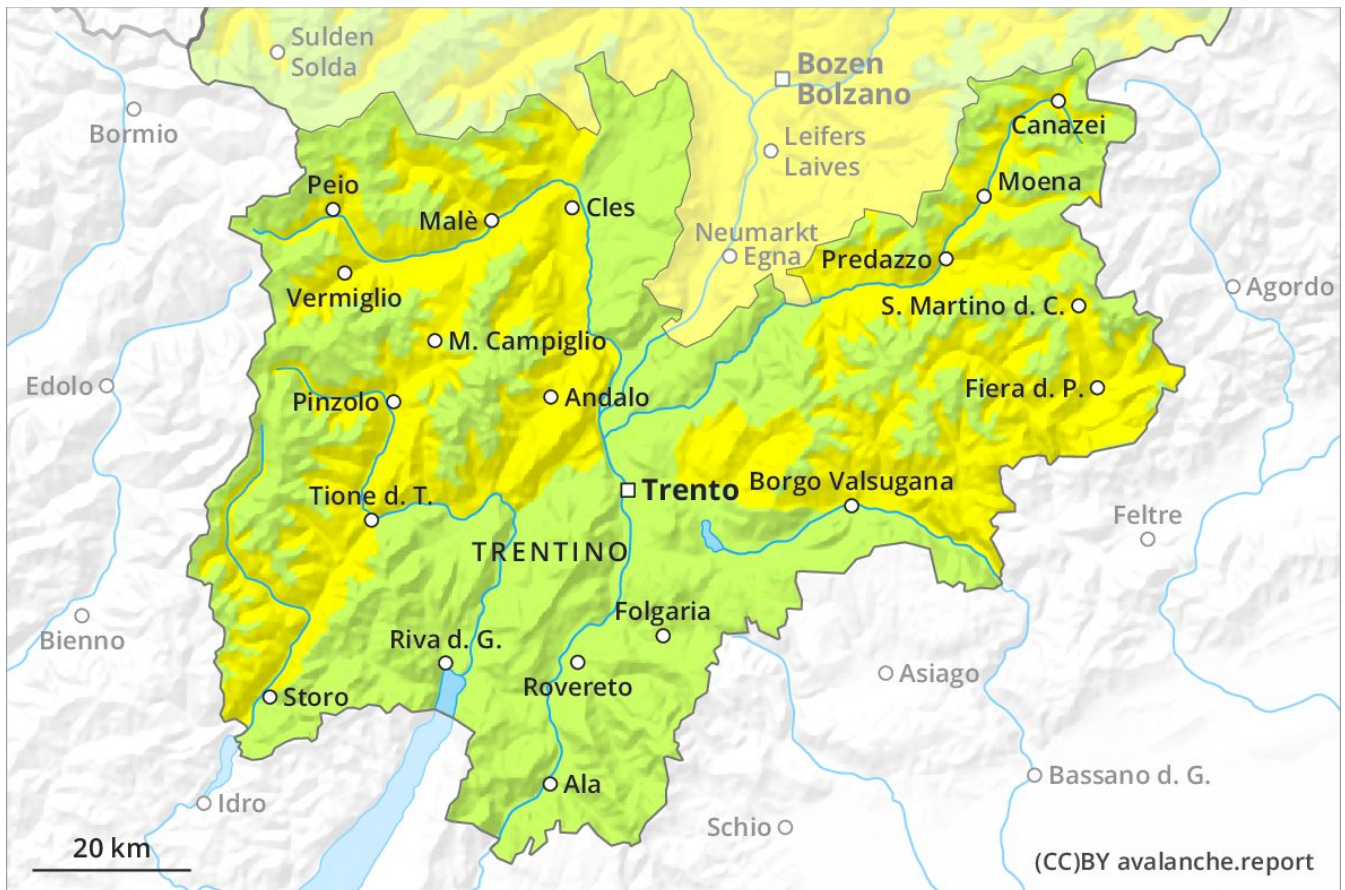 Sulden
Solda
Bozen
Bolzano
Bormio
Canazei
Leifers
Laives
Peio
Moena
Malè
Cles
Neumarkt
Egna
Predazzo
Vermiglio
Agordo
S. Martino d. C.
M. Campiglio
Edolo
Pinzolo
Andalo
Fiera d. P.
Tione d. T.
Trento
Borgo Valsugana
Feltre
TRENTINO
Bienno
Folgaria
Riva d. G.
Asiago
Rovereto
Storo
Ala
Bassano d. G.
Idro
Schio
20 km
(CC)BY avalanche.report